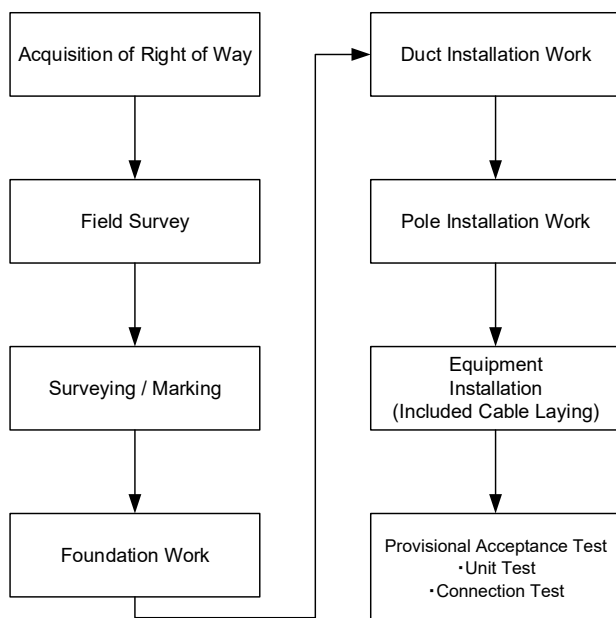 Acquisition of Right of Way
Field Survey
Surveying / Marking
Foundation Work
Duct Installation Work
Pole Installation Work
Equipment
Installation
(Included Cable Laying)
Provisional Acceptance Test
・Unit Test
・Connection Test